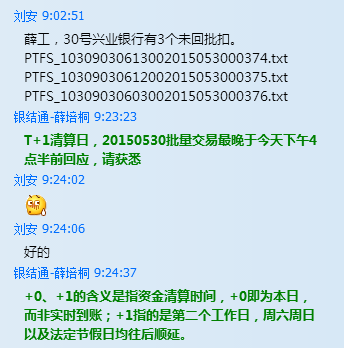 刘安 9:02:51
薛工，30号兴业银行有3个未回批扣。
PTFS_10309030613002015053000374.txt
PTFS_10309030612002015053000375.txt
PTFS_10309030603002015053000376.txt
银结通-薛培桐 9:23:23
T+1清算日，20150530批量交易最晚于今天下午4
点半前回应，请获悉
刘安 9:24:02
刘安 9:24:06
好的
银结通-薛培桐 9:24:37
+0、+1的含义是指资金清算时间，+0即为本日，
而非实时到账；+1指的是第二个工作日，周六周日
以及法定节假日均往后顺延。